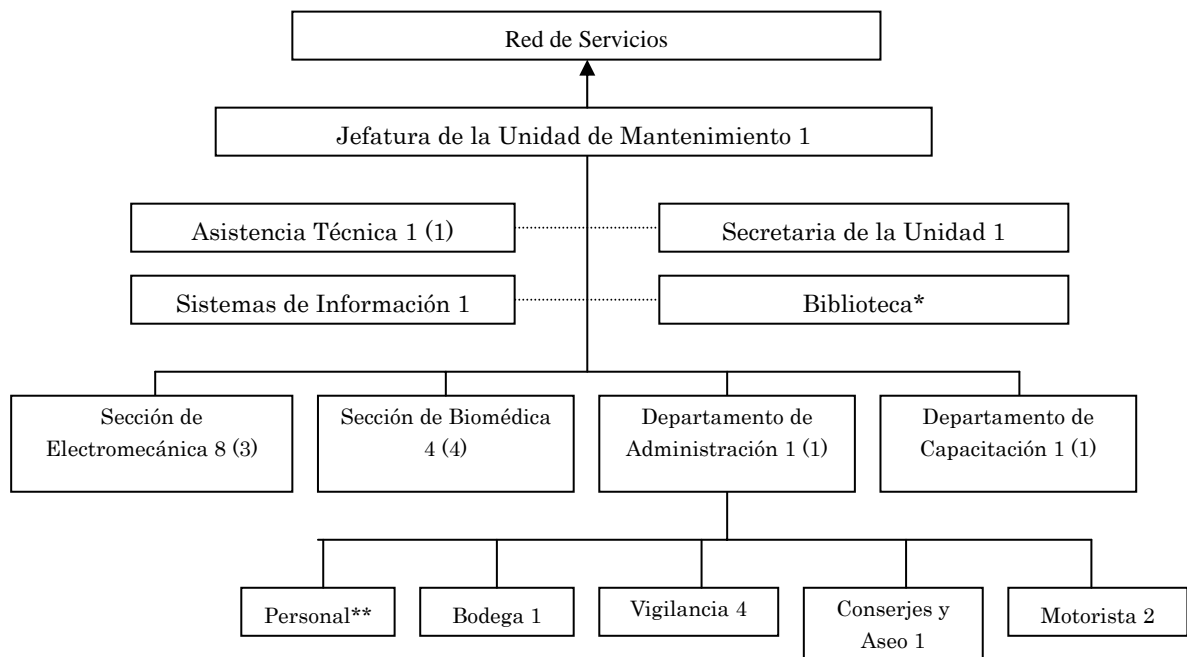 Red de Servicios
Jefatura de la Unidad de Mantenimiento 1
Asistencia Técnica 1 (1)
Secretaria de la Unidad 1
Sistemas de Información 1
Biblioteca*
Sección de
Electromecánica 8 (3)
Sección de Biomédica
4 (4)
Departamento de
Administración 1 (1)
Departamento de
Capacitación 1 (1)
Personal**
Bodega 1
Vigilancia 4
Conserjes y
Aseo 1
Motorista 2